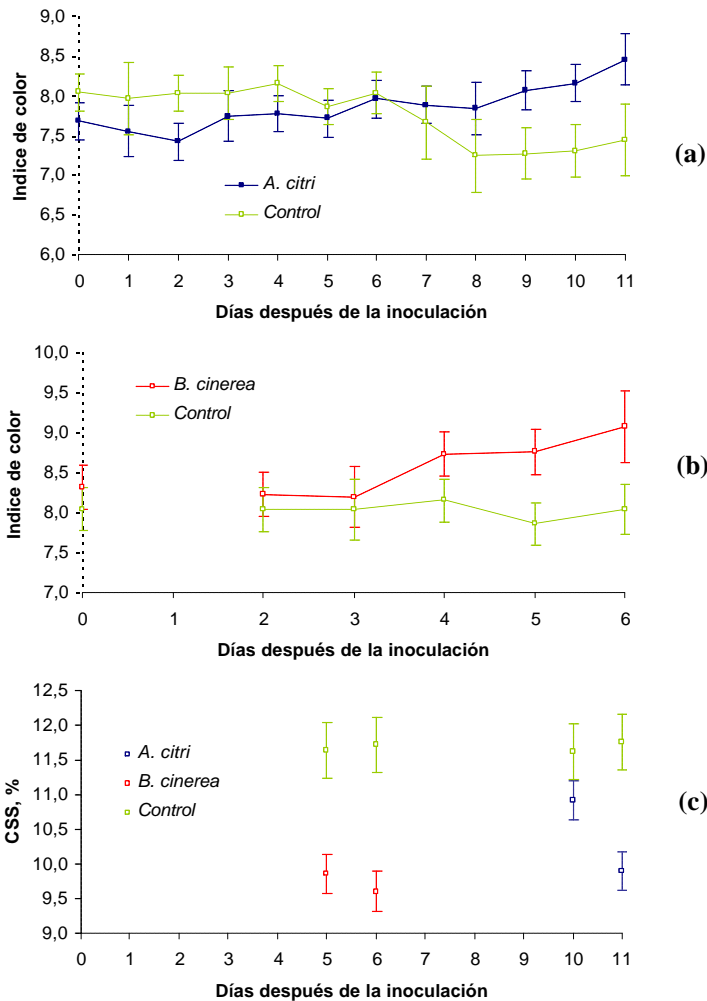 9,0
8,5
8,0
7,5
7,0
6,5
6,0
Indice de color
A. citri
Control
0 1 2 3 4 5 6 7 8 9 10 11
Días después de la inoculación
(a)
10,0
9,5
9,0
8,5
8,0
7,5
7,0
Indice de color
B. cinerea
Control
0 1 2 3 4 5 6
Días después de la inoculación
(b)
12,5
12,0
11,5
11,0
10,5
10,0
9,5
9,0
CSS, %
A. citri
B. cinerea
Control
0 1 2 3 4 5 6 7 8 9 10 11
Días después de la inoculación
(c)